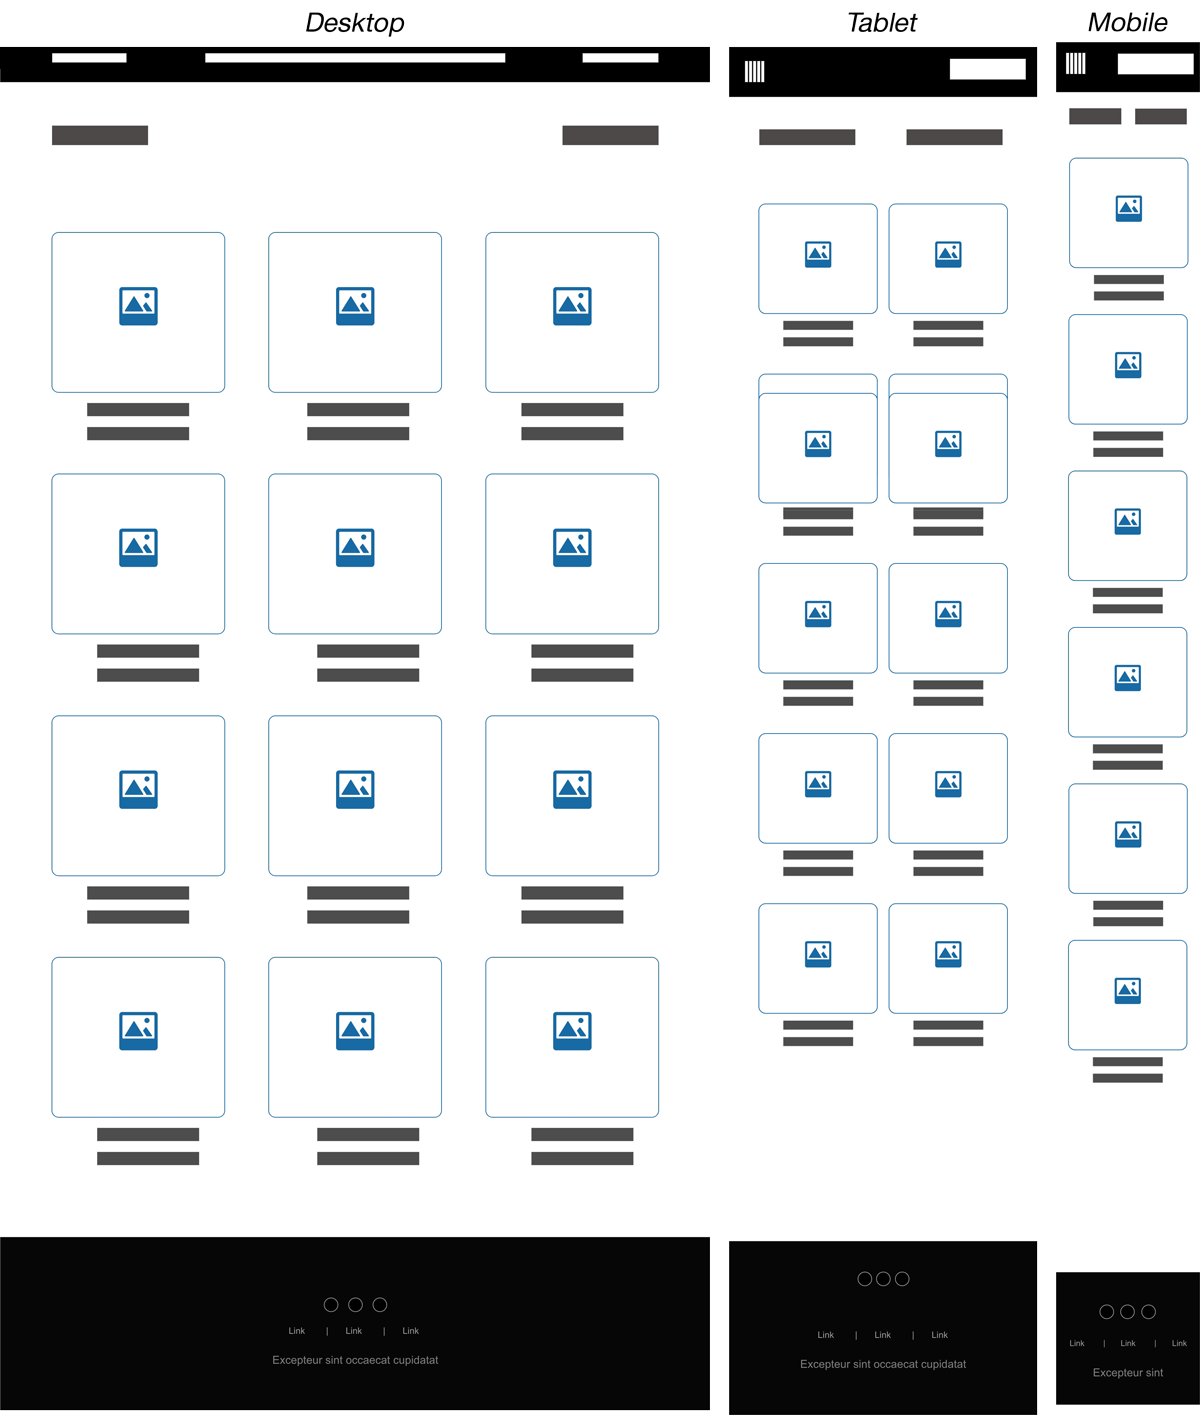 Desktop
Tablet
Mobile
Link | Link | Link
Excepteur sint occaecat cupidatat
Link | Link | Link
Excepteur sint occaecat cupidatat
Link | Link | Link
Excepteur sint